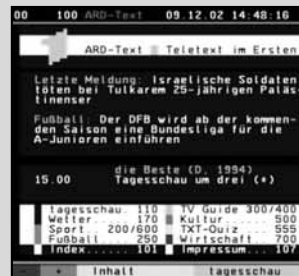 00 100 ARD-Text 09.12.02 14:48:16
ARD-Text Teletext im Ersten
Letzte Meldung: Israelische Soldaten
töten bei Tulkarem 25-jährigen Paläs-
tinenser
Fußball: Der DFB wird ab der kommen-
den Saison eine Bundesliga für die
A-Junioren einführen
die Beste (D, 1994)
15.00 Tagesschau um drei (*)
tagesschau. 110 TV Guide 300/400
Wetter... 170 Kultur..... 500
Sport. 200/600 TXT-Quiz... 555
Fußball.. 250 Wirtschaft. 700
Index..... 101 Impressum.. 107
- + Inhalt tagesschau